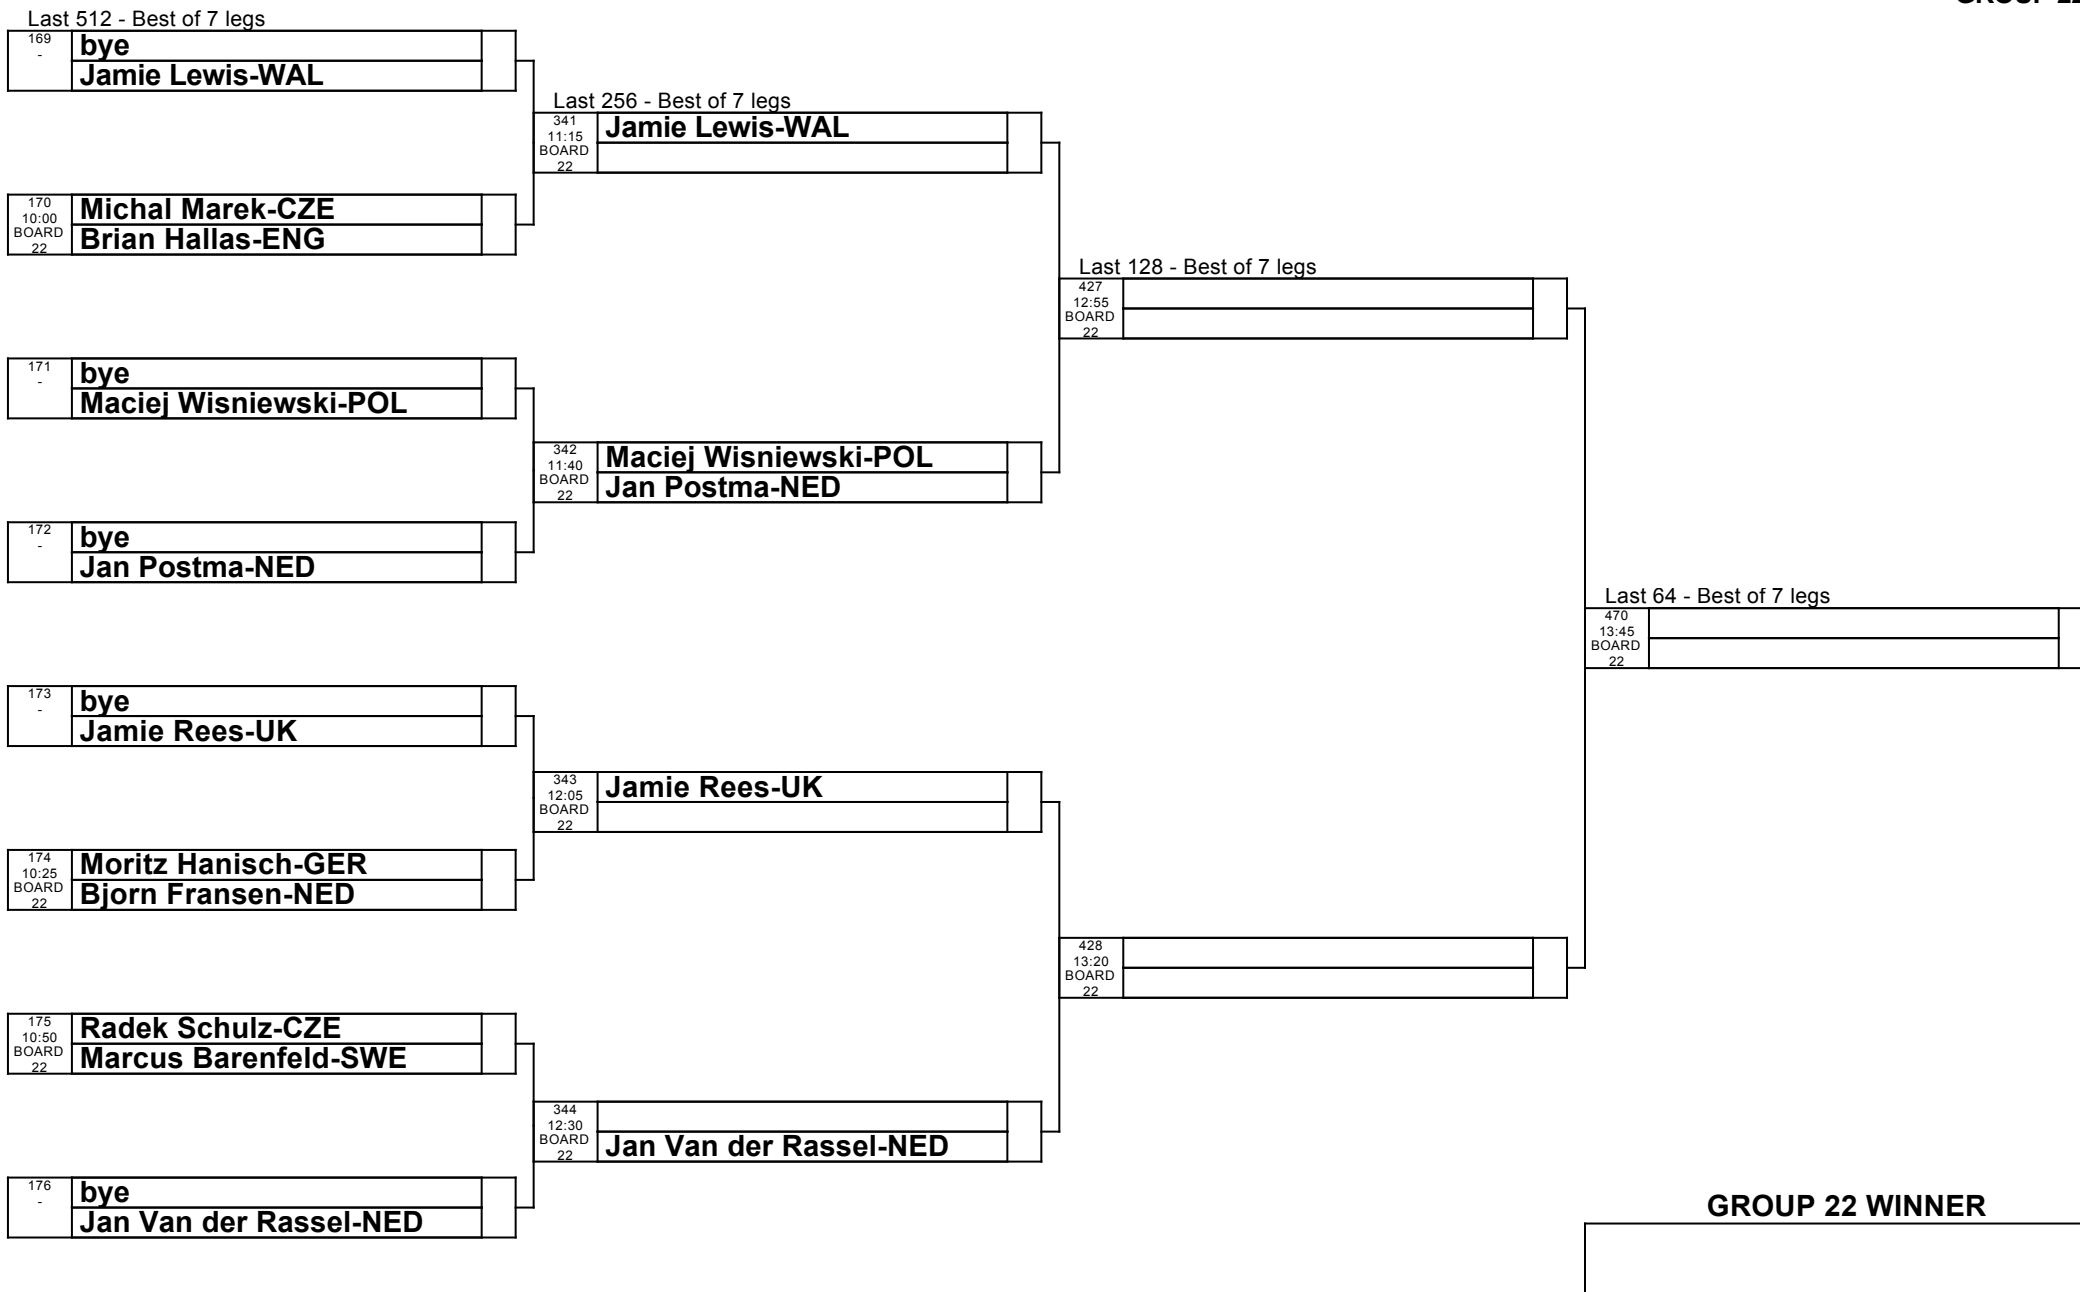 GROUP 22
Last 512 - Best of 7 legs
169
-
bye
Jamie Lewis-WAL
Last 256 - Best of 7 legs
341
11:15
BOARD
22
Jamie Lewis-WAL
170
10:00
BOARD
22
Michal Marek-CZE
Brian Hallas-ENG
Last 128 - Best of 7 legs
427
12:55
BOARD
22
171
-
bye
Maciej Wisniewski-POL
342
11:40
BOARD
22
Maciej Wisniewski-POL
Jan Postma-NED
172
-
bye
Jan Postma-NED
Last 64 - Best of 7 legs
470
13:45
BOARD
22
173
-
bye
Jamie Rees-UK
343
12:05
BOARD
22
Jamie Rees-UK
174
10:25
BOARD
22
Moritz Hanisch-GER
Bjorn Fransen-NED
428
13:20
BOARD
22
175
10:50
BOARD
22
Radek Schulz-CZE
Marcus Barenfeld-SWE
344
12:30
BOARD
22
Jan Van der Rassel-NED
176
-
bye
Jan Van der Rassel-NED
GROUP 22 WINNER